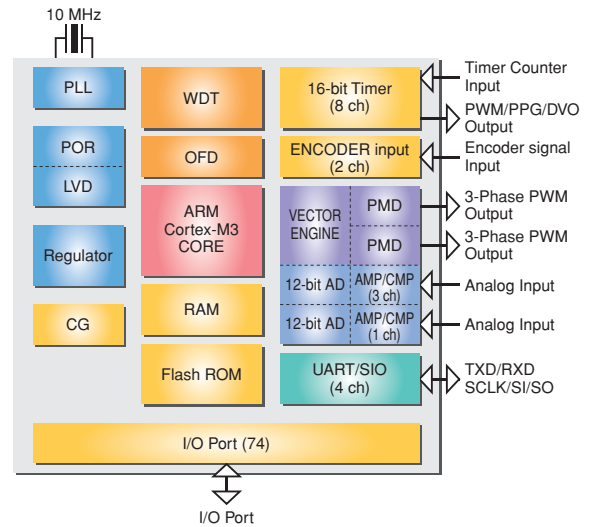 10 MHz
PLL
POR
LVD
Regulator
CG
WDT
OFD
ARM
Cortex-M3
CORE
RAM
Flash ROM
16-bit Timer
(8 ch)
ENCODER input
(2 ch)
VECTOR
ENGINE
PMD
PMD
12-bit AD
AMP/CMP
(3 ch)
12-bit AD
AMP/CMP
(1 ch)
UART/SIO
(4 ch)
Timer Counter
Input
PWM/PPG/DVO
Output
Encoder signal
Input
3-Phase PWM
Output
3-Phase PWM
Output
Analog Input
Analog Input
TXD/RXD
SCLK/SI/SO
I/O Port (74)
I/O Port